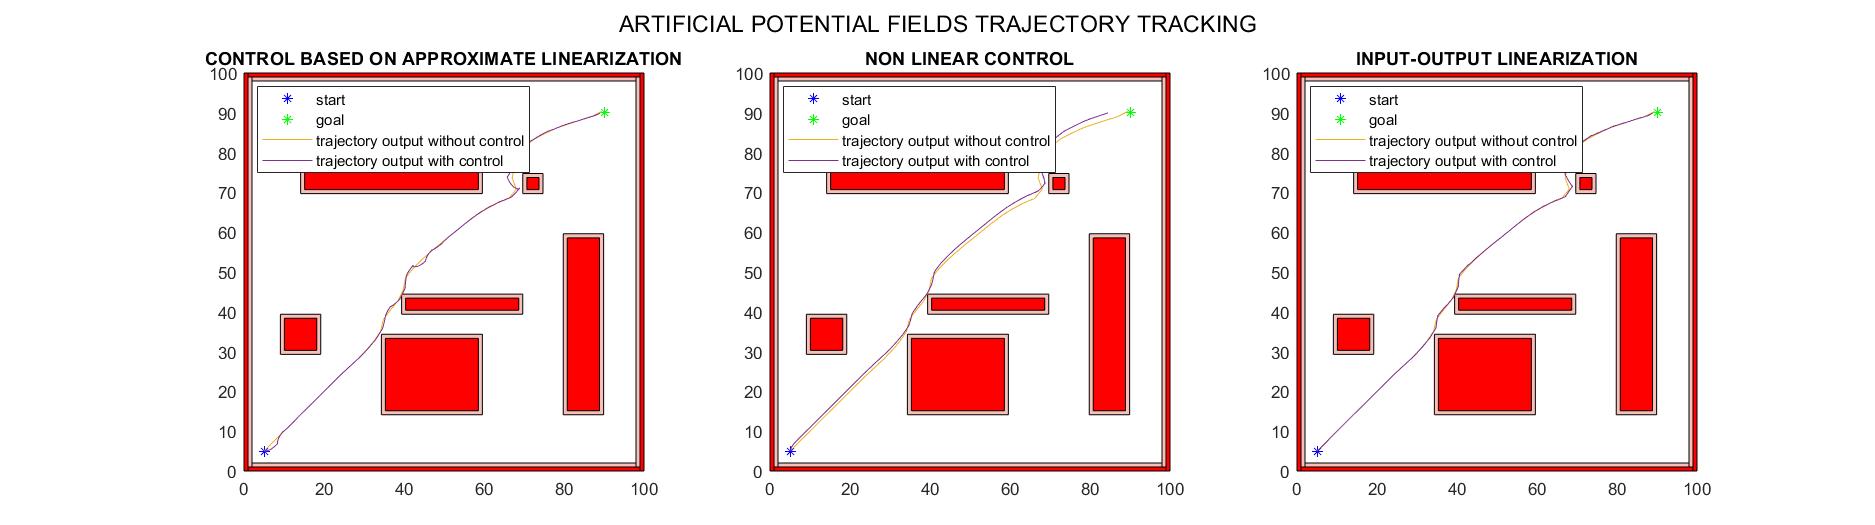 ARTIFICIAL POTENTIAL FIELDS TRAJECTORY TRACKING
CONTROL BASED ON APPROXIMATE LINEARIZATION
100
90
80
70
60
50
40
30
20
10
0
0 20 40 60 80 100
start
goal
trajectory output without control
trajectory output with control
NON LINEAR CONTROL
100
90
80
70
60
50
40
30
20
10
0
0 20 40 60 80 100
start
goal
trajectory output without control
trajectory output with control
INPUT-OUTPUT LINEARIZATION
100
90
80
70
60
50
40
30
20
10
0
0 20 40 60 80 100
start
goal
trajectory output without control
trajectory output with control